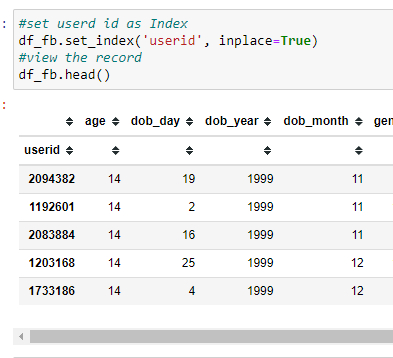 :
#set userd id as Index
df_fb.set_index('userid', inplace=True)
#view the record
df_fb.head()
:
age dob_day dob_year dob_month gen
userid
2094382 14 19 1999 11
1192601 14 2 1999 11
2083884 14 16 1999 11
1203168 14 25 1999 12
1733186 14 4 1999 12